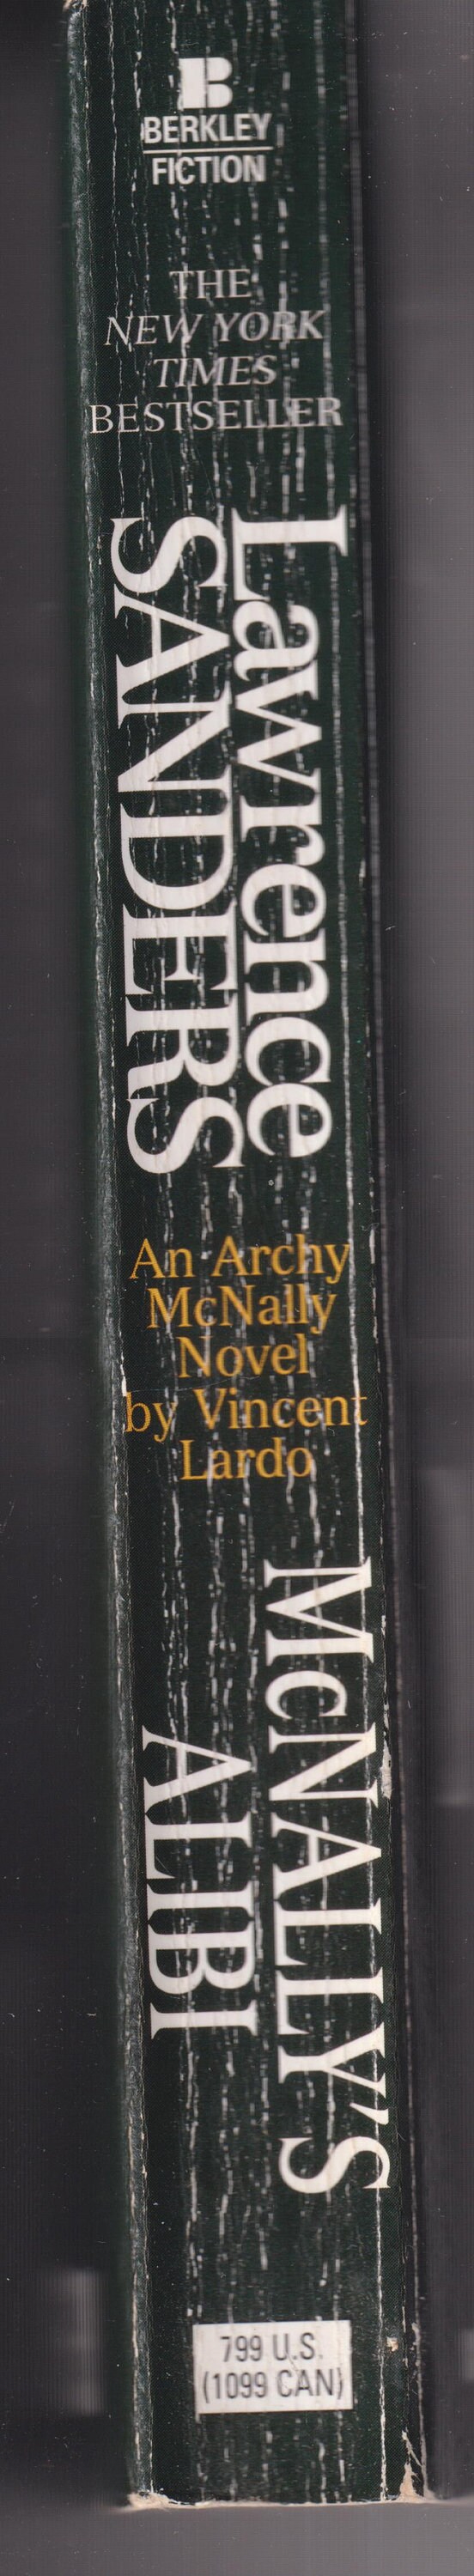 B
BERKLEY
FICTION
THE
NEW YORK
TIMES
BESTSELLER
Lawrence
SANDERS
An Archy
McNally
Novel
by Vincent
Lardo
McNALLY'S
ALIBI
799 U.S.
(1099 CAN)